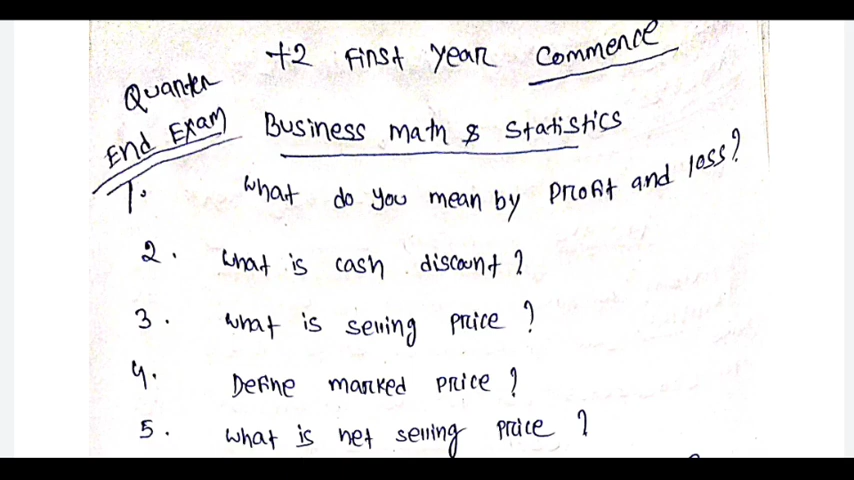 +2 First Year Commence
Quarter
End Exam
Business math & Statistics
1. What do you mean by Profit and loss?
2. What is cash discount?
3. What is selling price?
4. Define marked price?
5. What is net selling price?